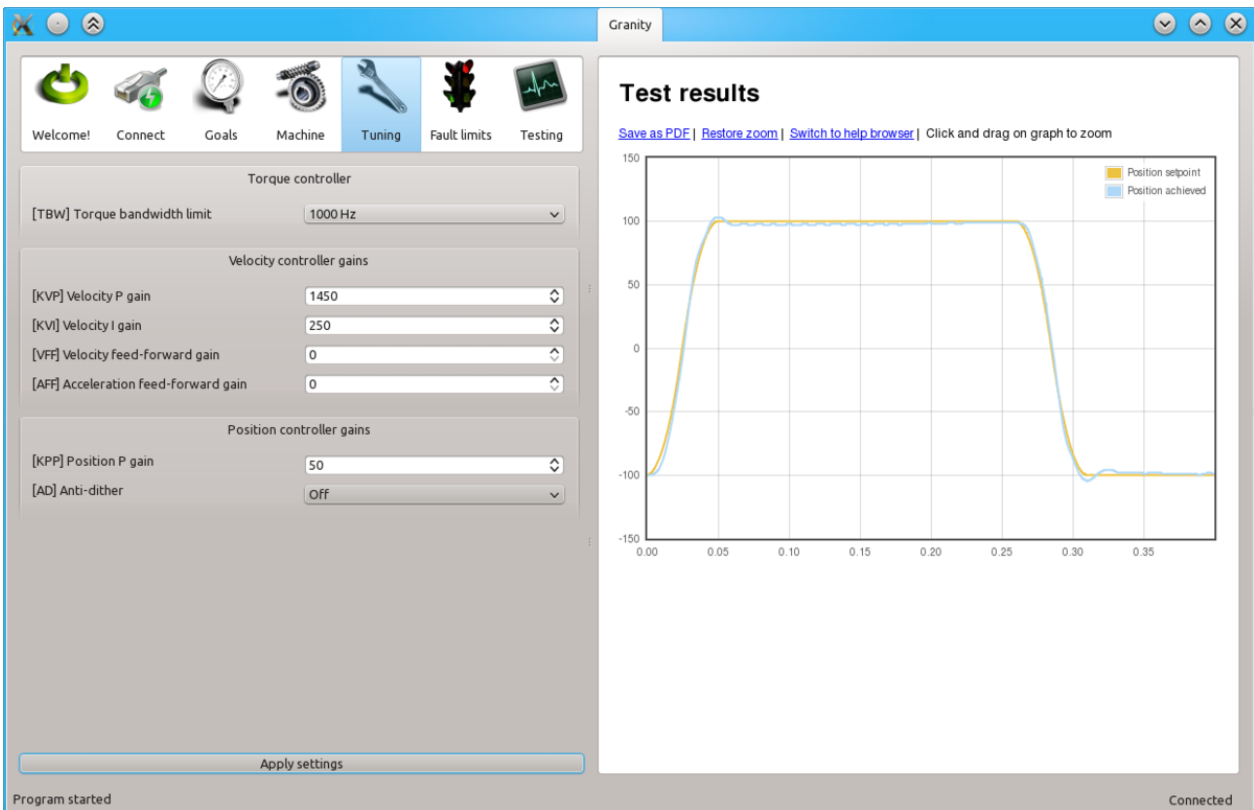 Granity
Welcome! Connect Goals Machine Tuning Fault limits Testing
Torque controller
[TBW] Torque bandwidth limit 1000 Hz
Velocity controller gains
[KVP] Velocity P gain 1450
[KVI] Velocity I gain 250
[VFF] Velocity feed-forward gain 0
[AFF] Acceleration feed-forward gain 0
Position controller gains
[KPP] Position P gain 50
[AD] Anti-dither Off
Apply settings
Test results
Save as PDF | Restore zoom | Switch to help browser | Click and drag on graph to zoom
150
100
50
0
-50
-100
-150
0.00 0.05 0.10 0.15 0.20 0.25 0.30 0.35
Position setpoint
Position achieved
Program started
Connected